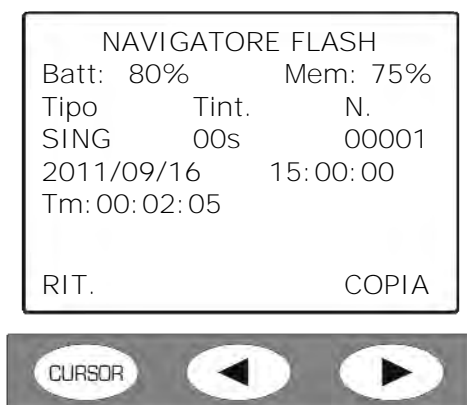 NAVIGATORE FLASH
Batt: 80% Mem: 75%
Tipo Tint. N.
SING 00s 00001
2011/09/16 15:00:00
Tm:00:02:05
RIT. COPIA
CURSOR